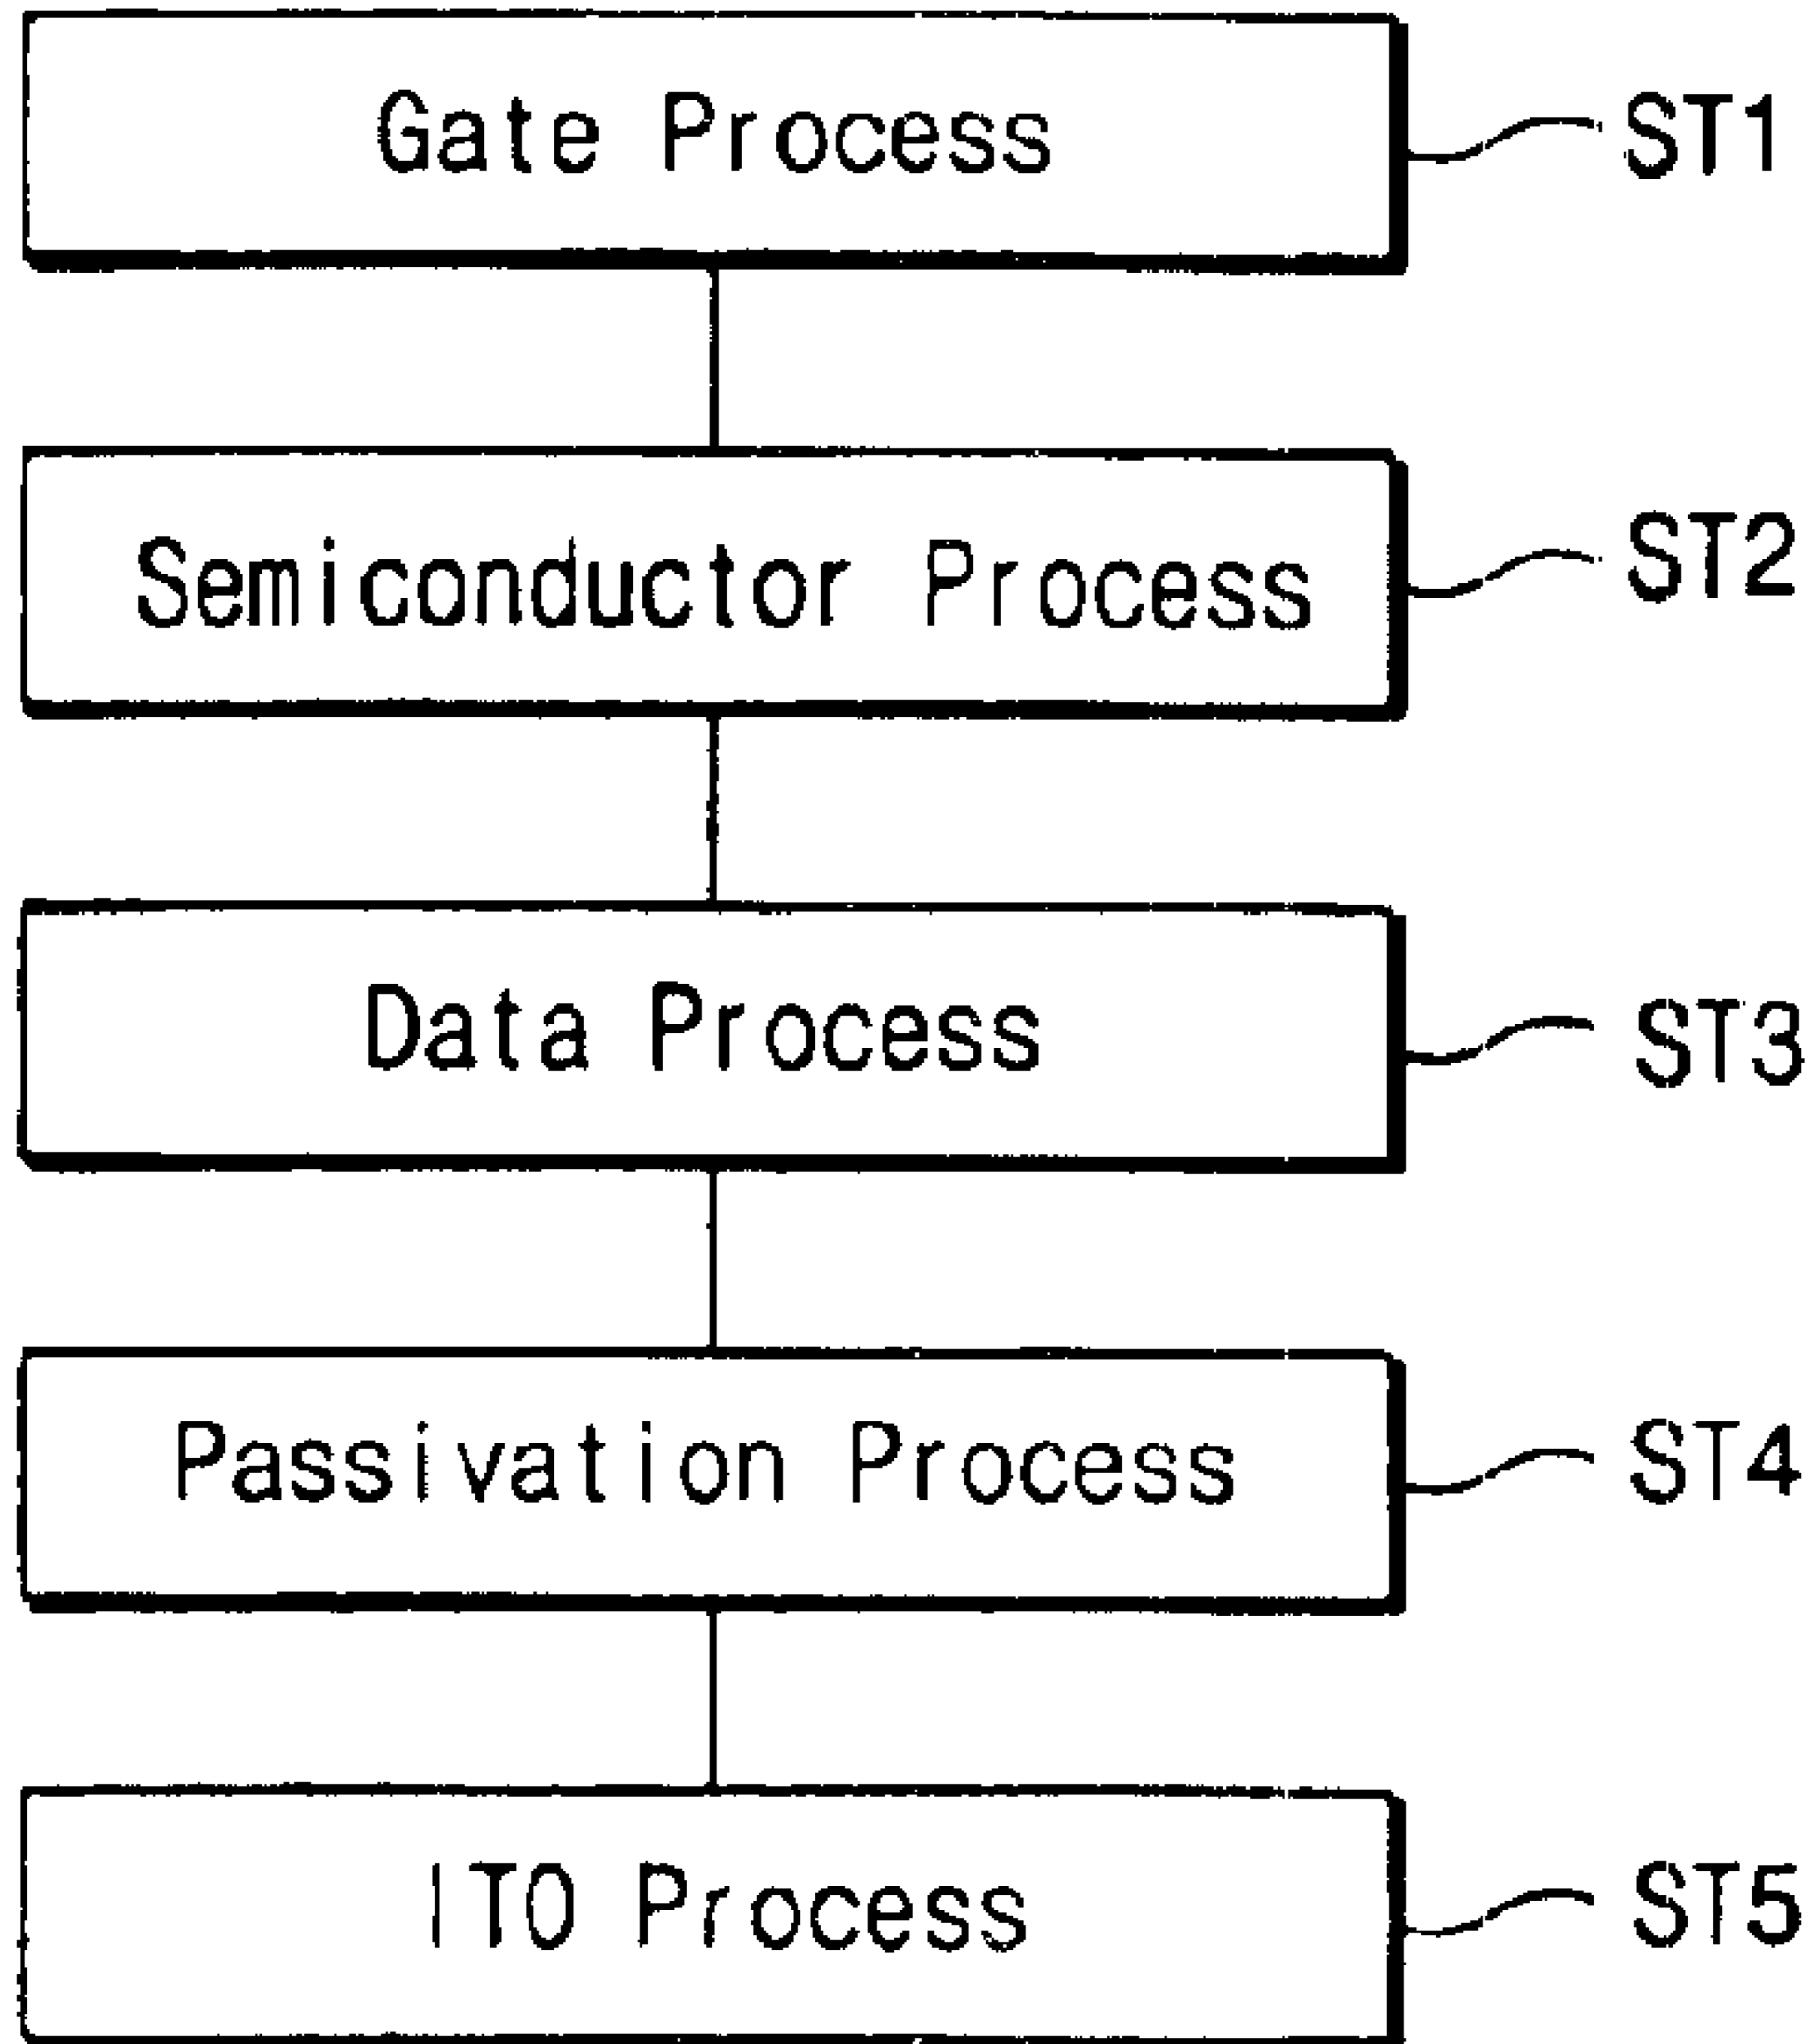 Gate Process ST1
Semiconductor Process ST2
Data Process ST3
Passivation Process ST4
ITO Process ST5